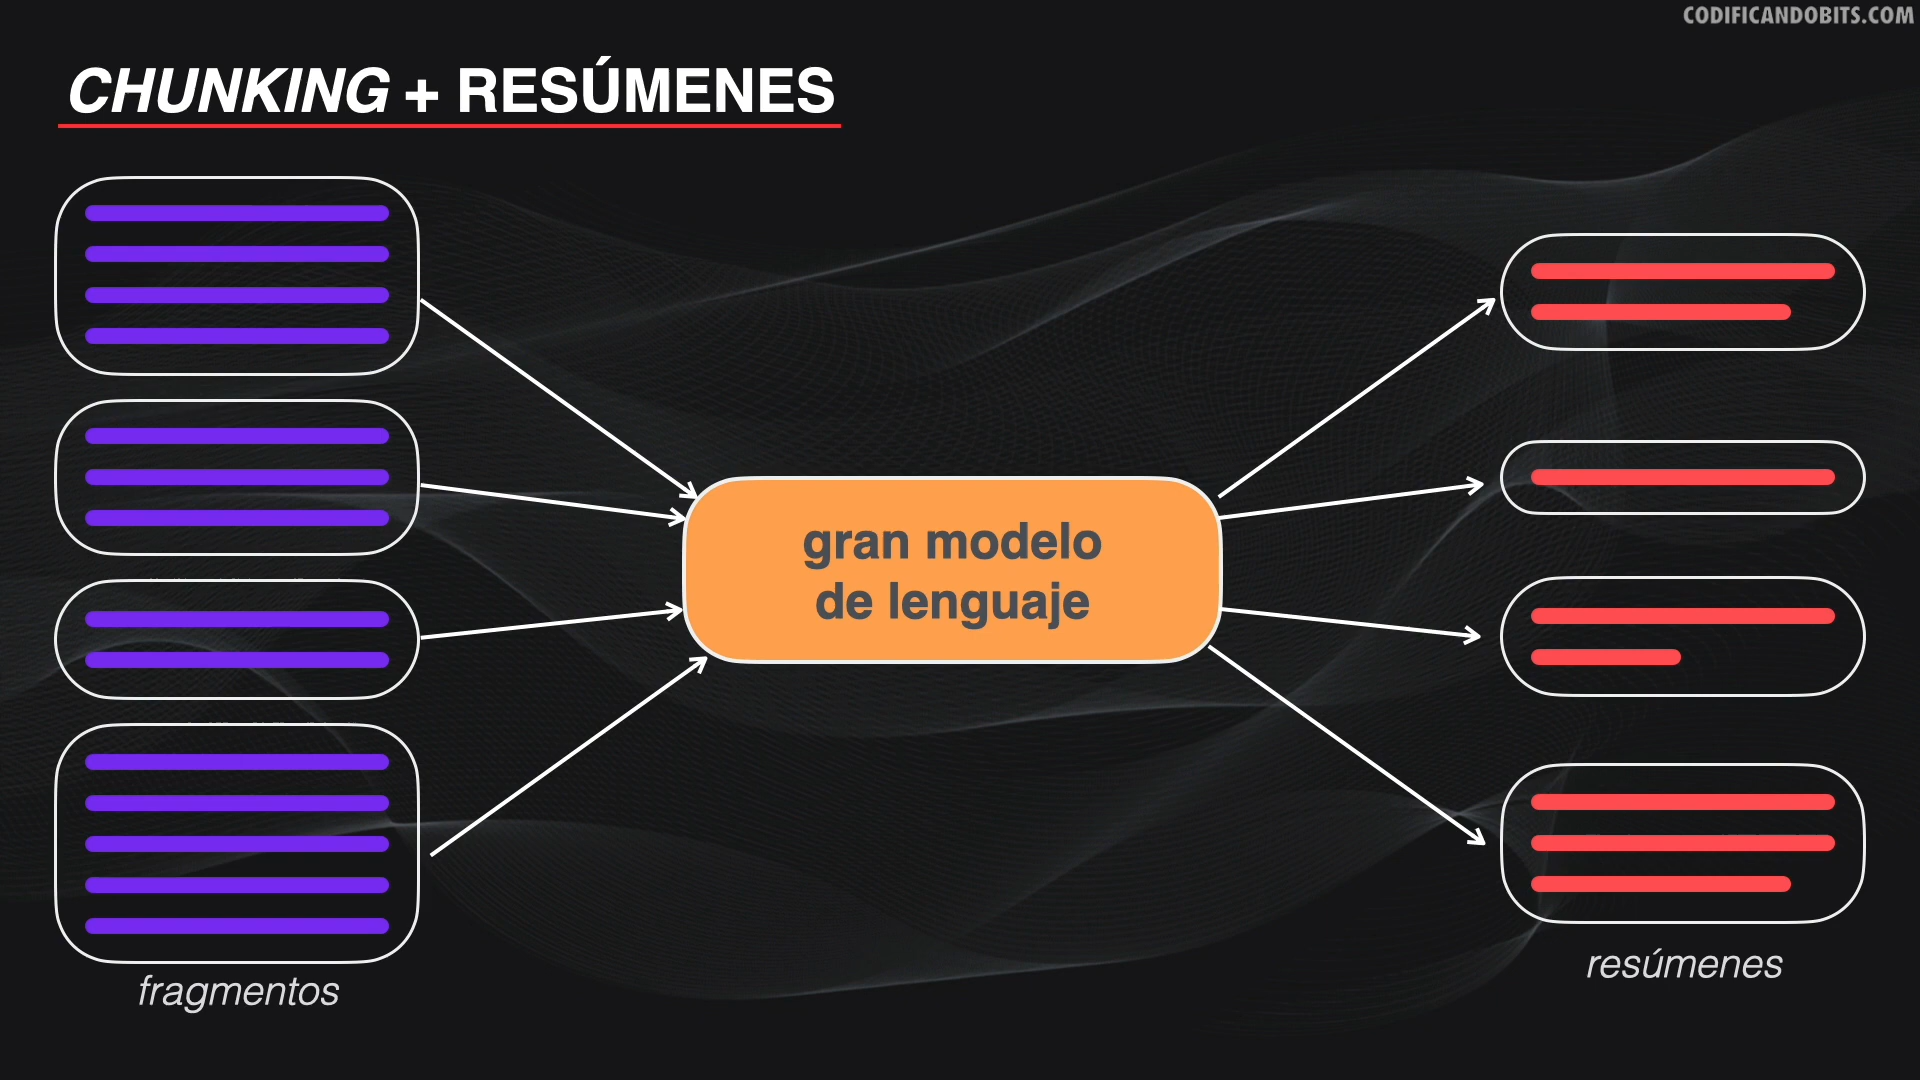 CODIFICANDOBITS.COM
CHUNKING + RESÚMENES
gran modelo
de lenguaje
fragmentos
resúmenes